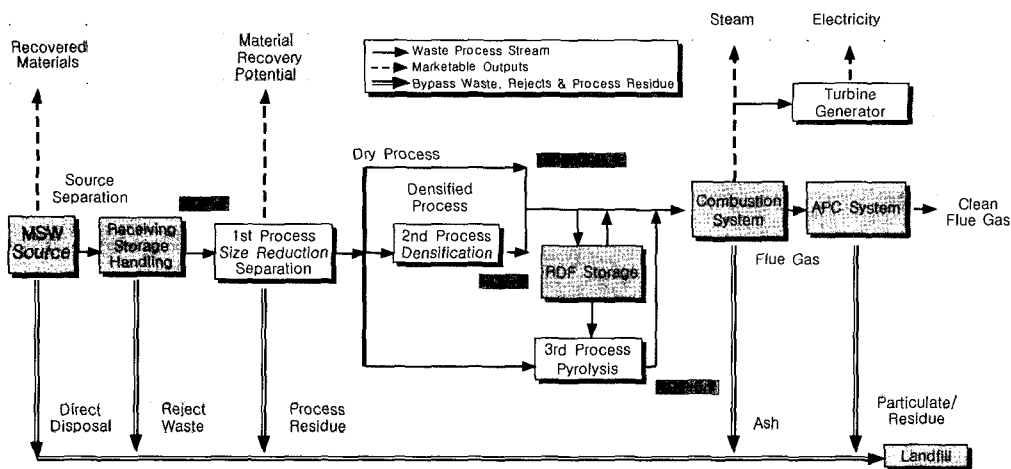 Steam
Electricity
Recovered
Materials
Material
Recovery
Potential
Waste Process Stream
Marketable Outputs
Bypass Waste, Rejects & Process Residue
Turbine
Generator
Dry Process
Source
Separation
Densified
Process
MSW
Source
Receiving
Storage
Handling
1st Process
Size Reduction
Separation
2nd Process
Densification
RDF Storage
Combustion
System
APC System
Clean
Flue Gas
Flue Gas
3rd Process
Pyrolysis
Direct
Disposal
Reject
Waste
Process
Residue
Ash
Particulate/
Residue
Landfill